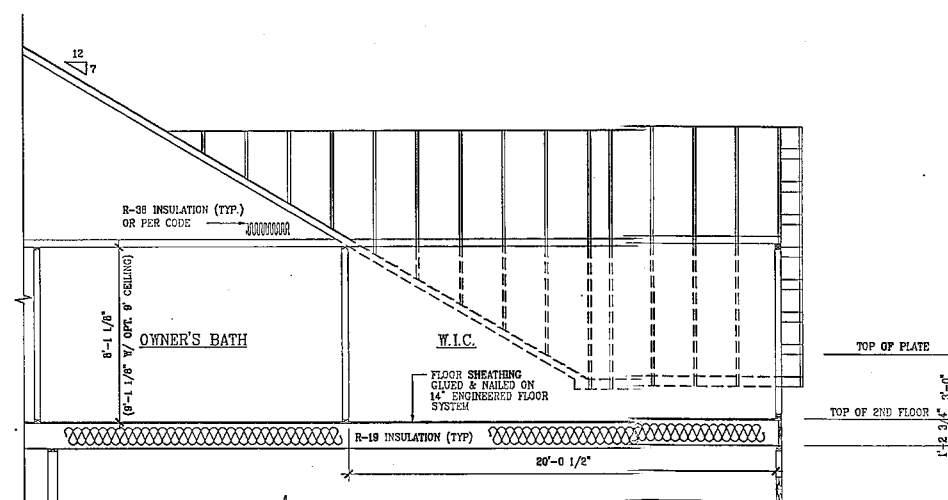 12
7
R-38 INSULATION (TYP.)
OR PER CODE
8'-1 1/8"
(9'-1 1/8" W/ OPT. 9' CEILING)
OWNER'S BATH
W.I.C.
FLOOR SHEATHING
GLUED & NAILED ON
14" ENGINEERED FLOOR
SYSTEM
TOP OF PLATE
3'-0"
TOP OF 2ND FLOOR
1'-2 3/4"
R-19 INSULATION (TYP)
20'-0 1/2"